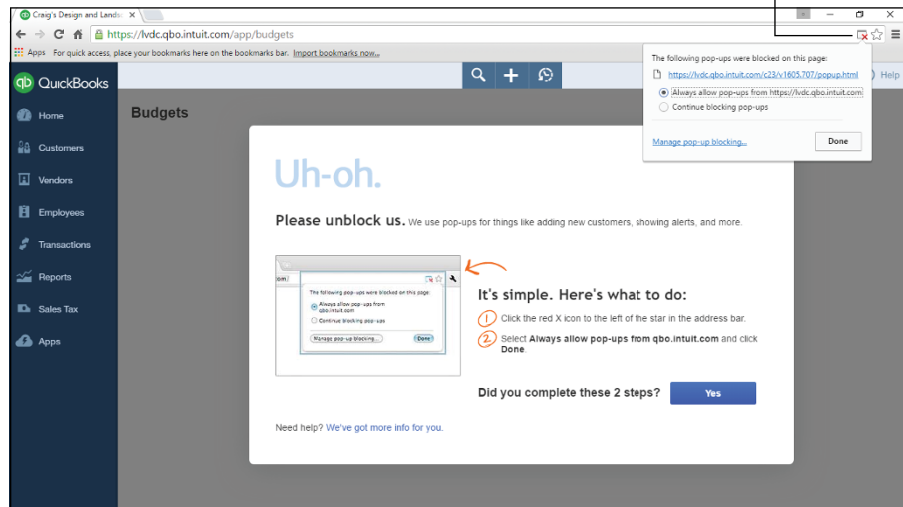 Craig's Design and Lands
https://lvdc.qbo.intuit.com/app/budgets
Apps For quick access, place your bookmarks here on the bookmarks bar. Import bookmarks now...
The following pop-ups were blocked on this page:
https://lvdc.qbo.intuit.com/c23/v1605.707/popup.html
Always allow pop-ups from https://lvdc.qbo.intuit.com
Continue blocking pop-ups
Manage pop-up blocking...
Done
qb QuickBooks
Help
Home
Customers
Vendors
Employees
Transactions
Reports
Sales Tax
Apps
Budgets
Uh-oh.
Please unblock us. We use pop-ups for things like adding new customers, showing alerts, and more.
om/
The following pop-ups were blocked on this page:
Always allow pop-ups from
qbo.intuit.com
Continue blocking pop-ups
Manage pop-up blocking...
Done
It's simple. Here's what to do:
1 Click the red X icon to the left of the star in the address bar.
2 Select Always allow pop-ups from qbo.intuit.com and click
Done.
Did you complete these 2 steps?
Yes
Need help? We've got more info for you.